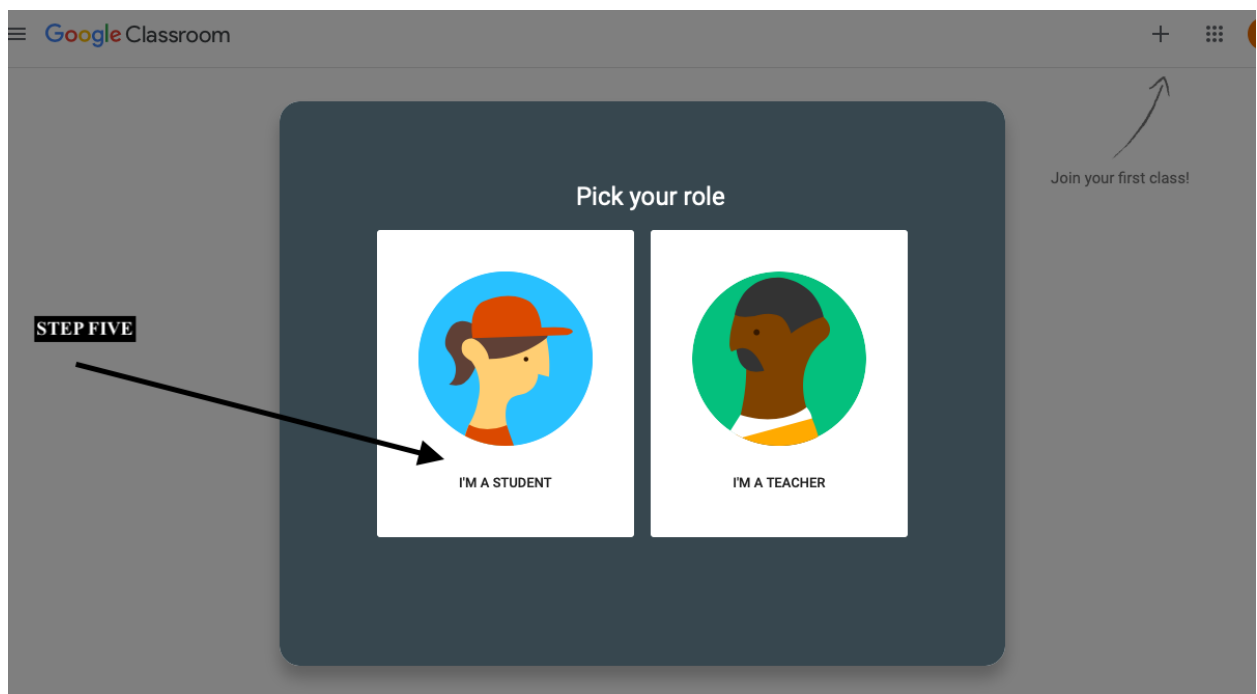 Google Classroom
Join your first class!
Pick your role
STEP FIVE
I'M A STUDENT
I'M A TEACHER